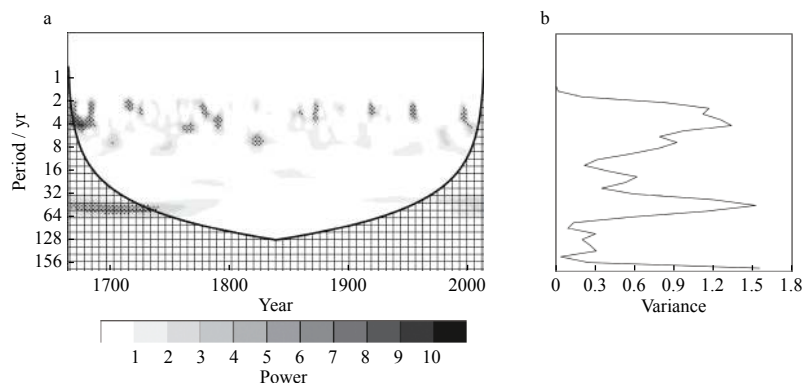 a
b
1
2
4
8
16
32
64
128
156
Period / yr
1700 1800 1900 2000
Year
1 2 3 4 5 6 7 8 9 10
Power
0 0.3 0.6 0.9 1.2 1.5 1.8
Variance